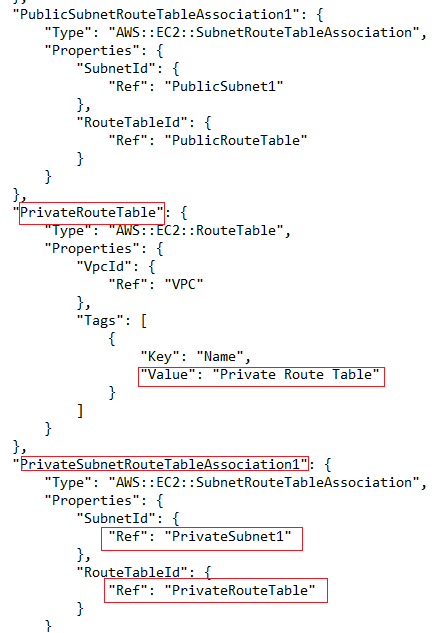 },
"PublicSubnetRouteTableAssociation1": {
"Type": "AWS::EC2::SubnetRouteTableAssociation",
"Properties": {
"SubnetId": {
"Ref": "PublicSubnet1"
},
"RouteTableId": {
"Ref": "PublicRouteTable"
}
}
},
"PrivateRouteTable": {
"Type": "AWS::EC2::RouteTable",
"Properties": {
"VpcId": {
"Ref": "VPC"
},
"Tags": [
{
"Key": "Name",
"Value": "Private Route Table"
}
]
}
},
"PrivateSubnetRouteTableAssociation1": {
"Type": "AWS::EC2::SubnetRouteTableAssociation",
"Properties": {
"SubnetId": {
"Ref": "PrivateSubnet1"
},
"RouteTableId": {
"Ref": "PrivateRouteTable"
}
}